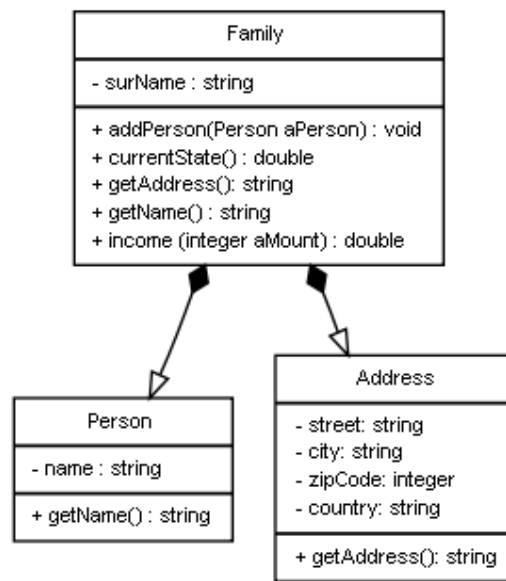 Family
- surName : string
+ addPerson(Person aPerson) : void
+ currentState() : double
+ getAddress(): string
+ getName() : string
+ income (integer aMount) : double
Person
- name : string
+ getName() : string
Address
- street: string
- city: string
- zipCode: integer
- country: string
+ getAddress(): string